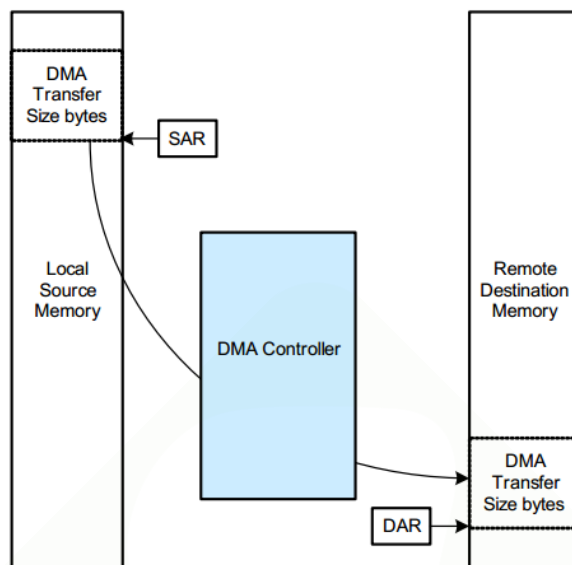 DMA
Transfer
Size bytes
SAR
Local
Source
Memory
DMA Controller
Remote
Destination
Memory
DMA
Transfer
Size bytes
DAR